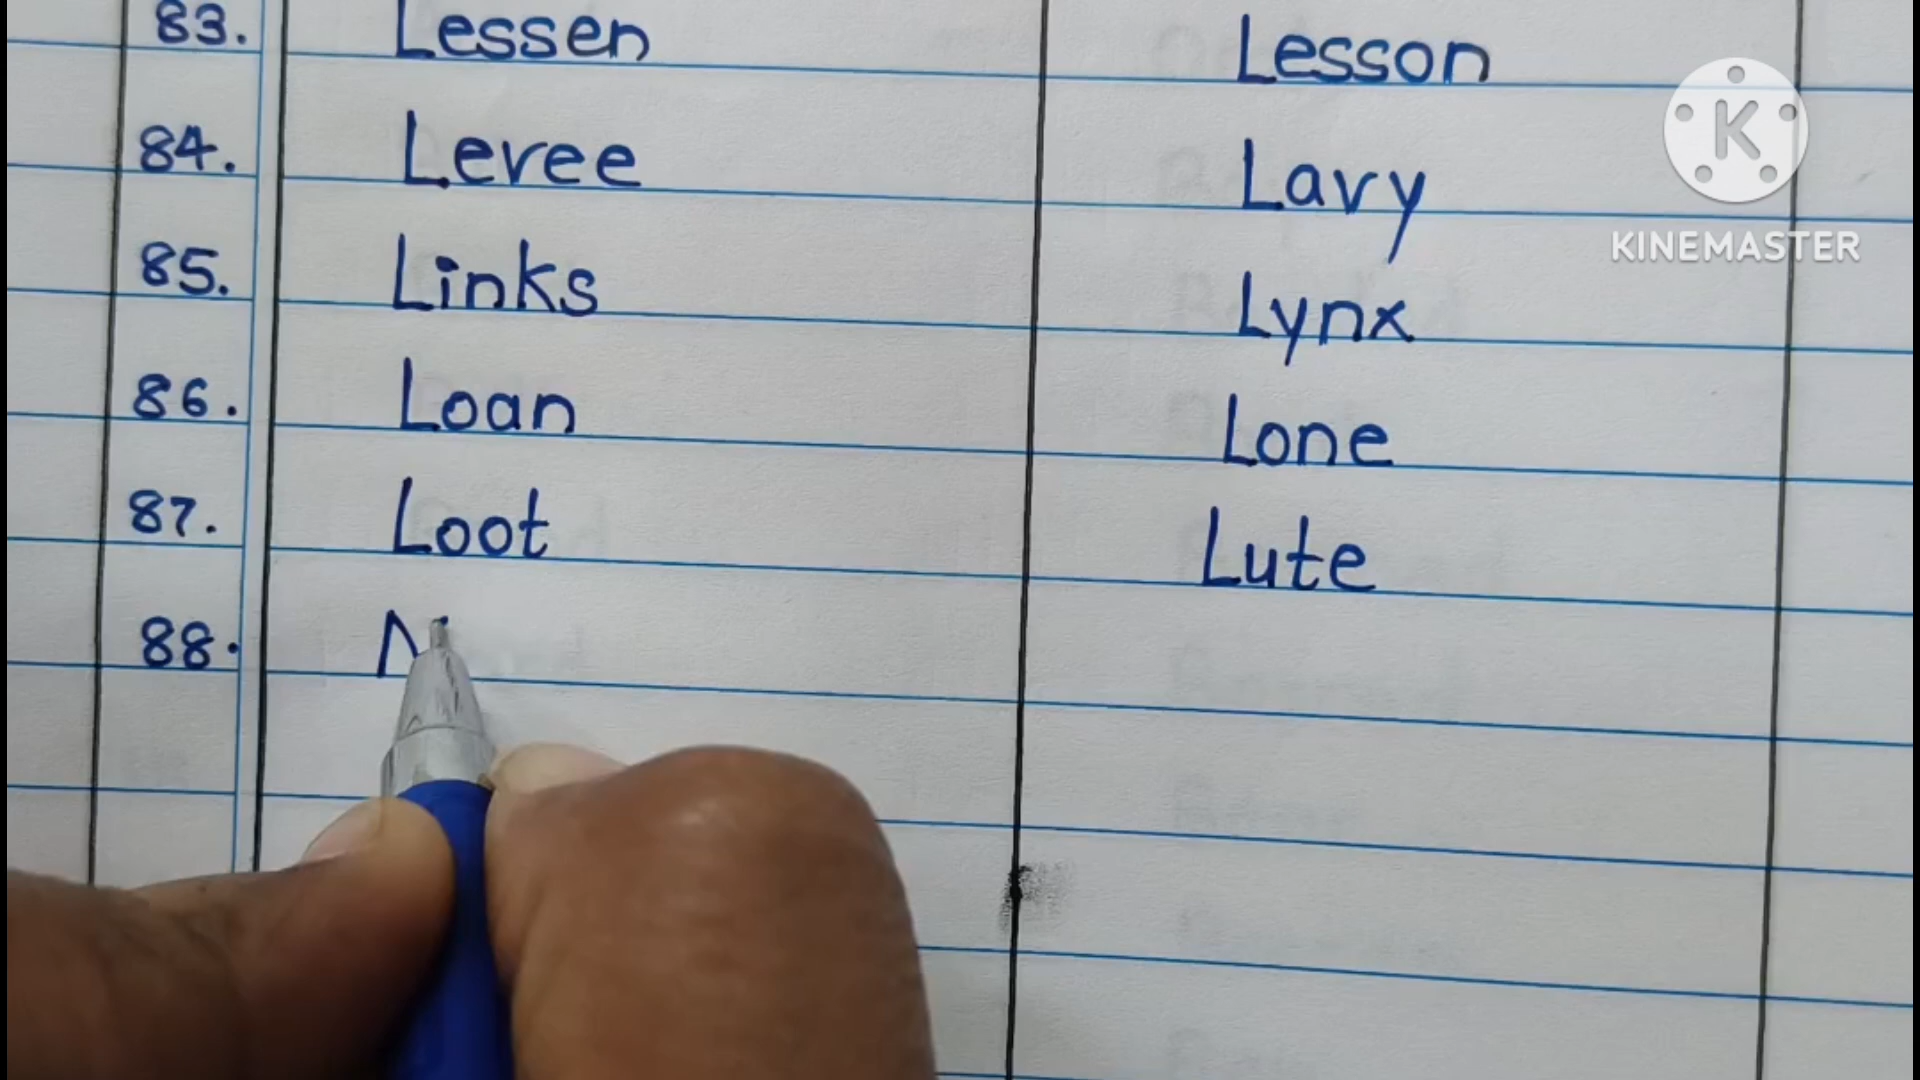 83. Lessen Lesson
84. Levee Lavy
85. Links Lynx
86. Loan Lone
87. Loot Lute
88.
K
KINEMASTER